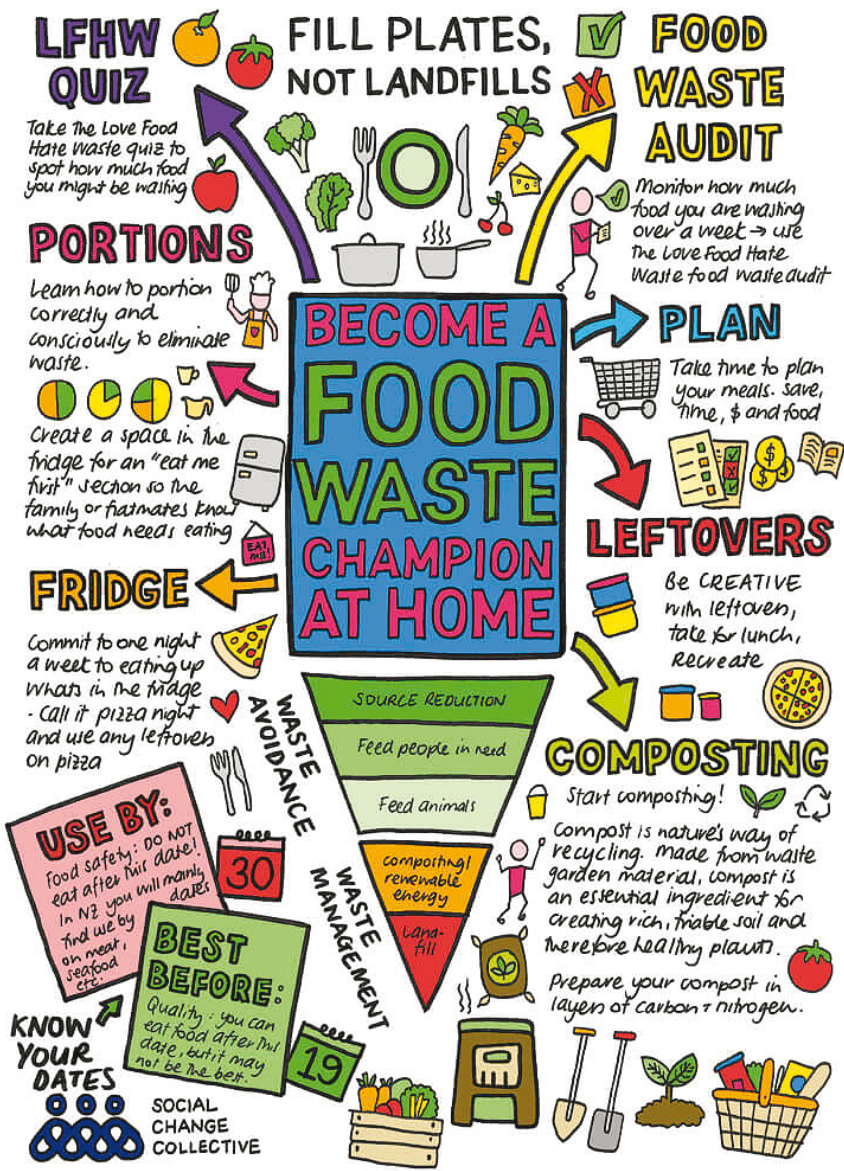 FILL PLATES,
NOT LANDFILLS
LFHW
QUIZ
Take the Love Food
Hate Waste quiz to
spot how much food
you might be wasting
FOOD
WASTE
AUDIT
Monitor how much
food you are wasting
over a week → use
the Love Food Hate
Waste food waste audit
PORTIONS
Learn how to portion
correctly and
consciously to eliminate
waste.
BECOME A
FOOD
WASTE
CHAMPION
AT HOME
PLAN
Take time to plan
your meals. save,
time, $ and food
Create a space in the
fridge for an "eat me
first" section so the
family or flatmates know
what food needs eating
EAT
me!
LEFTOVERS
Be CREATIVE
with leftovers,
take for lunch,
Recreate
FRIDGE
Commit to one night
a week to eating up
whats in the fridge
- Call it pizza night
and use any leftovers
on pizza
WASTE
AVOIDANCE
SOURCE REDUCTION
Feed people in need
Feed animals
WASTE
MANAGEMENT
composting/
renewable
energy
Land-
fill
COMPOSTING
Start composting!
Compost is nature's way of
recycling. made from waste
garden material, compost is
an essential ingredient for
creating rich, friable soil and
therefore healthy plants.
Prepare your compost in
layers of carbon + nitrogen.
USE BY:
Food safety: DO NOT
eat after this date!
In NZ you will mainly
find use by dates
on meat,
seafood
etc.
30
BEST
BEFORE:
Quality: you can
eat food after this
date, but it may
not be the best.
19
KNOW
YOUR
DATES
SOCIAL
CHANGE
COLLECTIVE